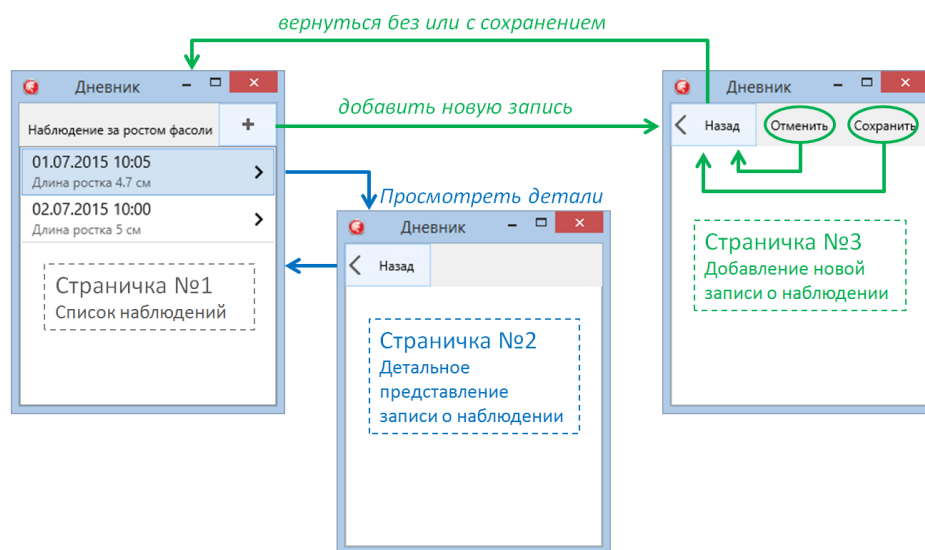 вернуться без или с сохранением
Дневник
Наблюдение за ростом фасоли +
01.07.2015 10:05
Длина ростка 4.7 см
02.07.2015 10:00
Длина ростка 5 см
Страничка №1
Список наблюдений
добавить новую запись
Просмотреть детали
Дневник
Назад
Страничка №2
Детальное
представление
записи о наблюдении
Дневник
Назад Отменить Сохранить
Страничка №3
Добавление новой
записи о наблюдении